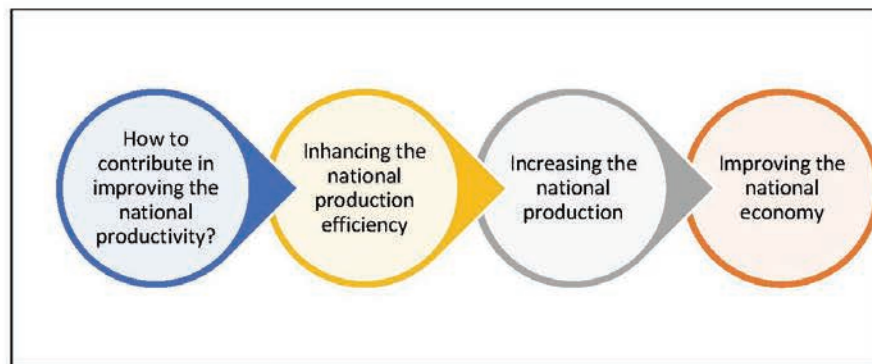 How to
contribute in
improving the
national
productivity?
Inhancing the
national
production
efficiency
Increasing the
national
production
Improving the
national
economy